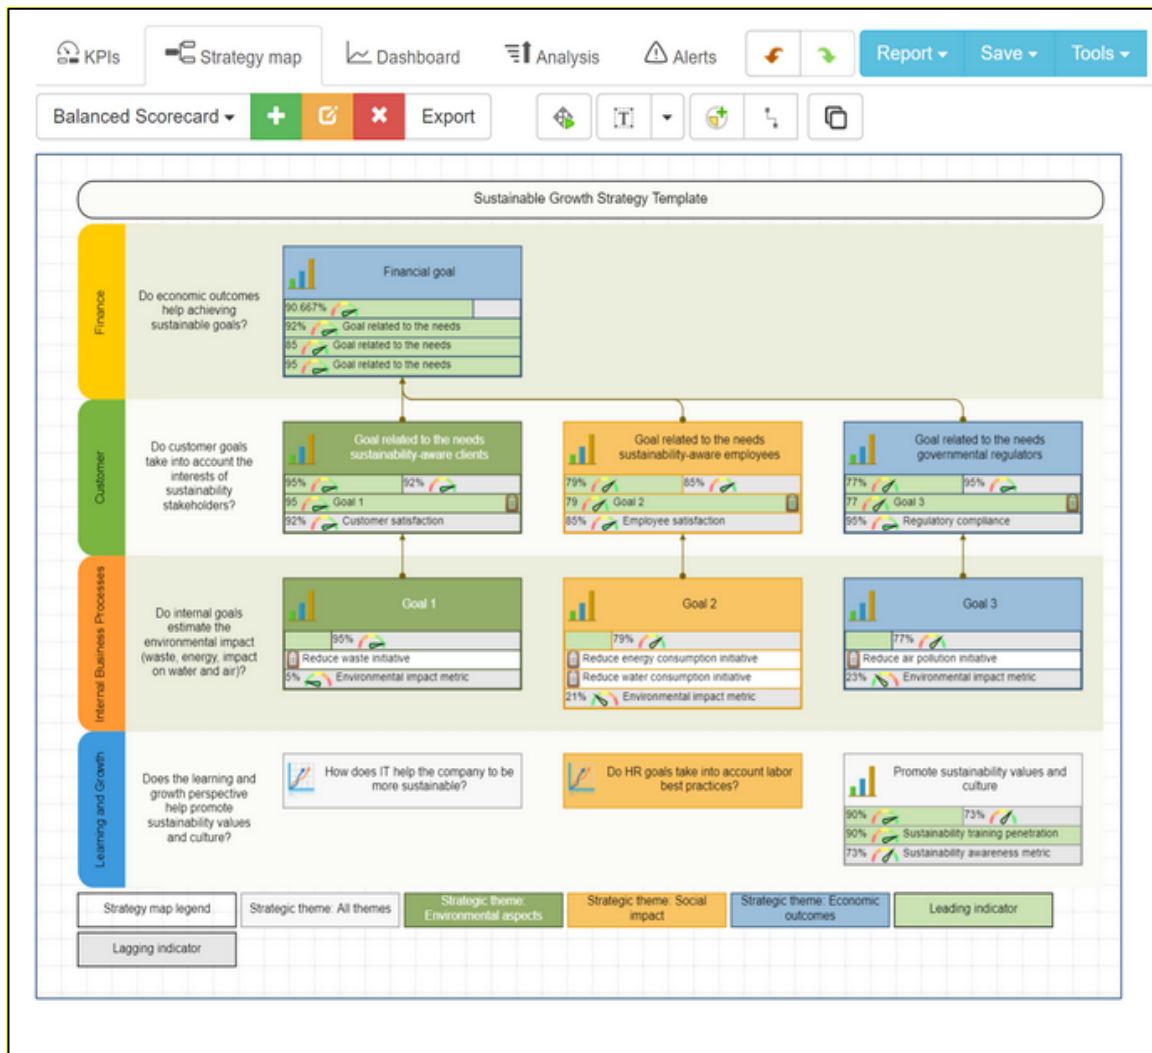 KPIs
Strategy map
Dashboard
Analysis
Alerts
Report
Save
Tools
Balanced Scorecard
Export
Sustainable Growth Strategy Template
Finance
Do economic outcomes
help achieving
sustainable goals?
Financial goal
90.667%
92% Goal related to the needs
85 Goal related to the needs
95 Goal related to the needs
Customer
Do customer goals
take into account the
interests of
sustainability
stakeholders?
Goal related to the needs
sustainability-aware clients
95% 92%
95 Goal 1
92% Customer satisfaction
Goal related to the needs
sustainability-aware employees
79% 85%
79 Goal 2
85% Employee satisfaction
Goal related to the needs
governmental regulators
77% 95%
77 Goal 3
95% Regulatory compliance
Internal Business Processes
Do internal goals
estimate the
environmental impact
(waste, energy, impact
on water and air)?
Goal 1
95%
Reduce waste initiative
5% Environmental impact metric
Goal 2
79%
Reduce energy consumption initiative
Reduce water consumption initiative
21% Environmental impact metric
Goal 3
77%
Reduce air pollution initiative
23% Environmental impact metric
Learning and Growth
Does the learning and
growth perspective
help promote
sustainability values
and culture?
How does IT help the company to be
more sustainable?
Do HR goals take into account labor
best practices?
Promote sustainability values and
culture
90% 73%
90% Sustainability training penetration
73% Sustainability awareness metric
Strategy map legend
Strategic theme: All themes
Strategic theme:
Environmental aspects
Strategic theme: Social
impact
Strategic theme: Economic
outcomes
Leading indicator
Lagging indicator